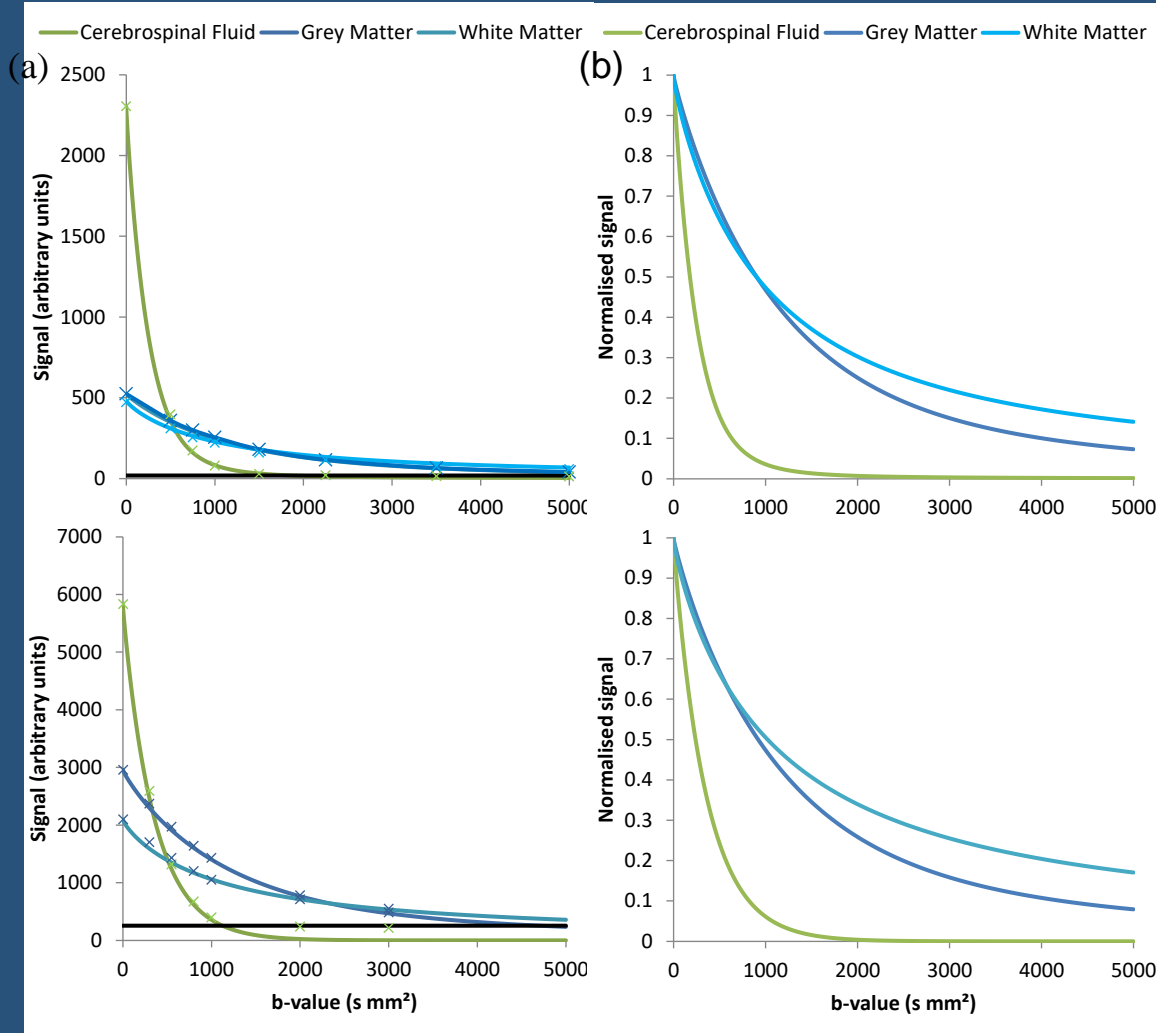 Cerebrospinal Fluid Grey Matter White Matter
Cerebrospinal Fluid Grey Matter White Matter
(a)
2500
2000
1500
1000
500
0
0 1000 2000 3000 4000 5000
Signal (arbitrary units)
(b)
1
0.9
0.8
0.7
0.6
0.5
0.4
0.3
0.2
0.1
0
0 1000 2000 3000 4000 5000
Normalised signal
7000
6000
5000
4000
3000
2000
1000
0
0 1000 2000 3000 4000 5000
Signal (arbitrary units)
b-value (s mm²)
1
0.9
0.8
0.7
0.6
0.5
0.4
0.3
0.2
0.1
0
0 1000 2000 3000 4000 5000
Normalised signal
b-value (s mm²)